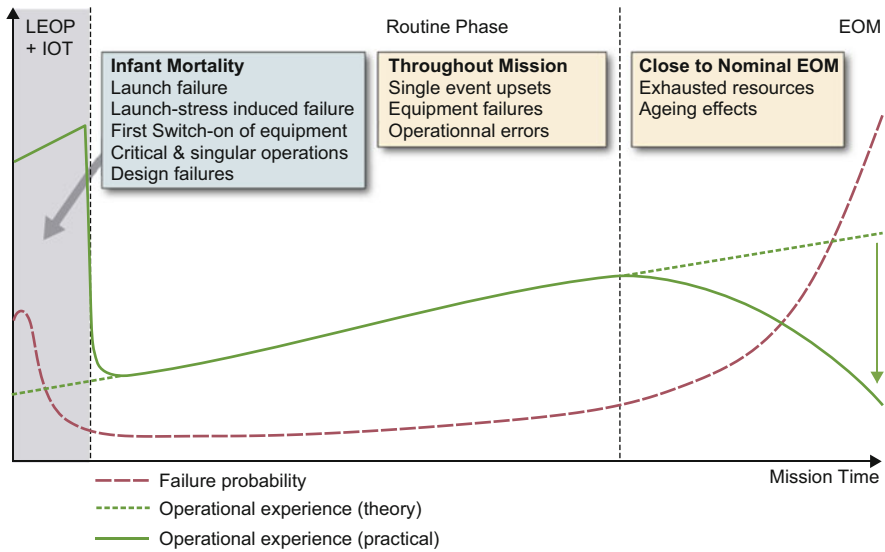 LEOP
+ IOT
Routine Phase
EOM
Infant Mortality
Launch failure
Launch-stress induced failure
First Switch-on of equipment
Critical & singular operations
Design failures
Throughout Mission
Single event upsets
Equipment failures
Operationnal errors
Close to Nominal EOM
Exhausted resources
Ageing effects
Mission Time
Failure probability
Operational experience (theory)
Operational experience (practical)